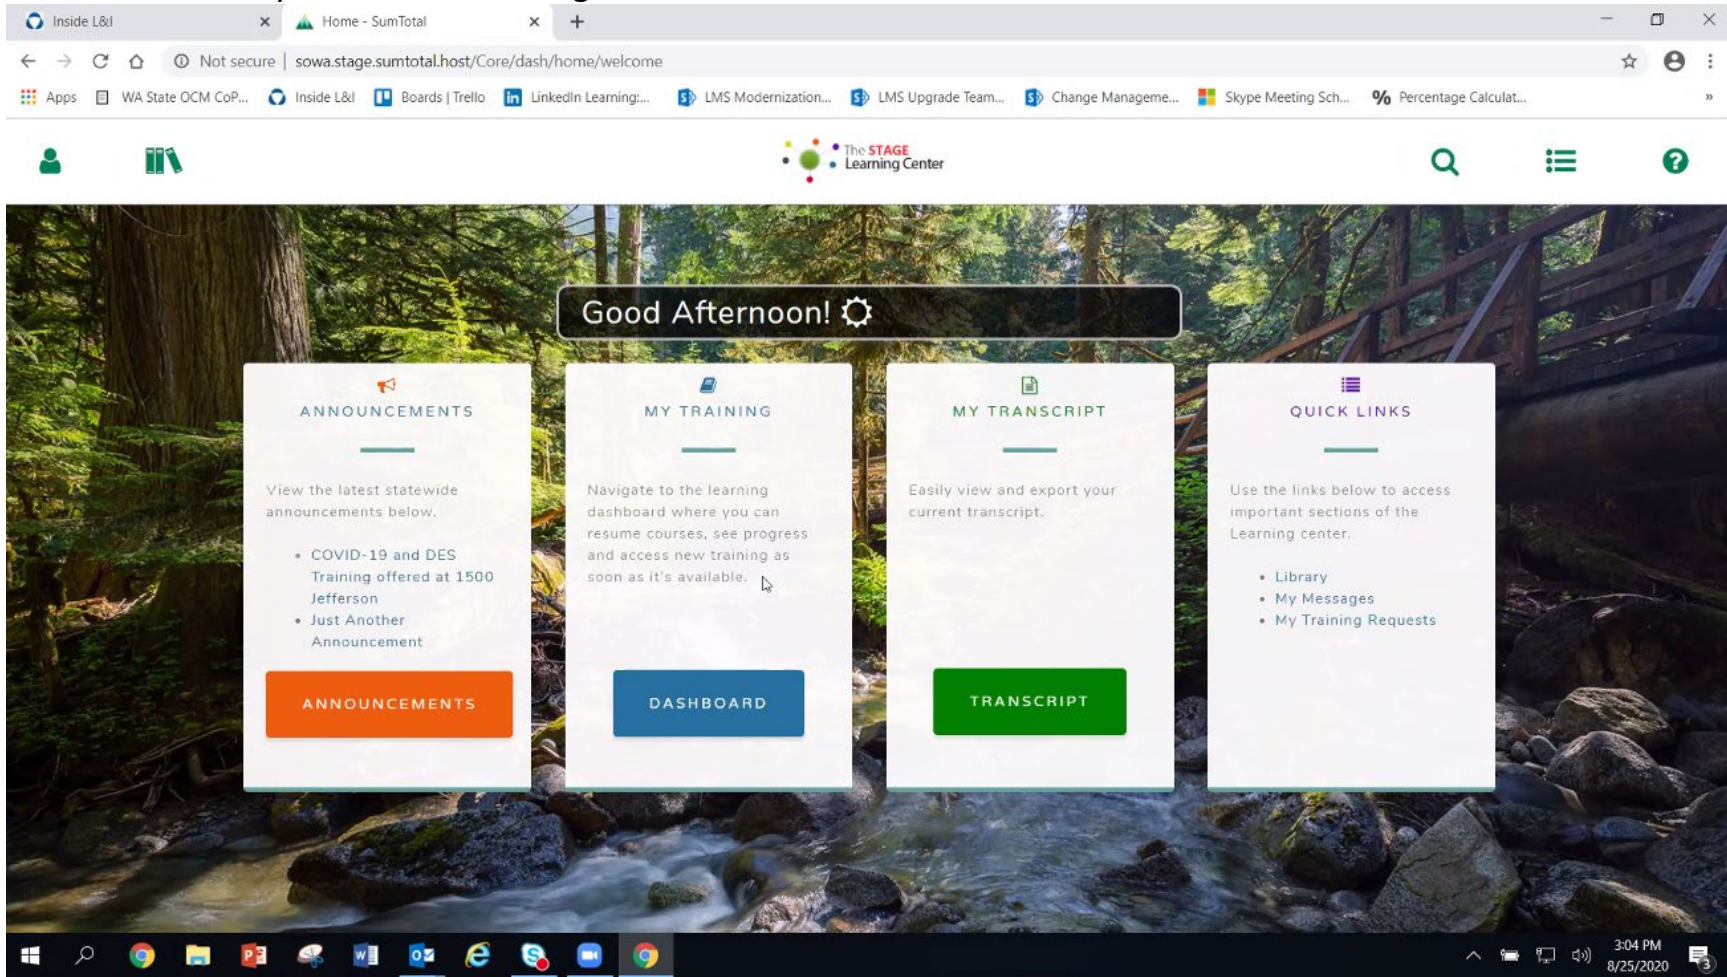 Inside L&I
Home - SumTotal
Not secure | sowa.stage.sumtotal.host/Core/dash/home/welcome
Apps WA State OCM CoP... Inside L&I Boards | Trello LinkedIn Learning:... LMS Modernization... LMS Upgrade Team... Change Manageme... Skype Meeting Sch... Percentage Calculat... »
The STAGE
Learning Center
Good Afternoon!
ANNOUNCEMENTS
View the latest statewide
announcements below.
• COVID-19 and DES
Training offered at 1500
Jefferson
• Just Another
Announcement
ANNOUNCEMENTS
MY TRAINING
Navigate to the learning
dashboard where you can
resume courses, see progress
and access new training as
soon as it's available.
DASHBOARD
MY TRANSCRIPT
Easily view and export your
current transcript.
TRANSCRIPT
QUICK LINKS
Use the links below to access
important sections of the
Learning center.
• Library
• My Messages
• My Training Requests
3:04 PM
8/25/2020
3